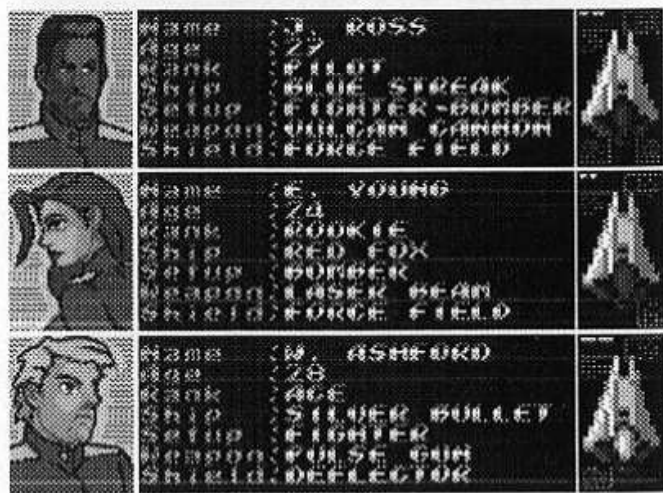 Name : J. ROSS
Age : 27
Rank : PILOT
Ship : BLUE STREAK
Setup : FIGHTER-BOMBER
Weapon: VULCAN CANNON
Shield: FORCE FIELD
Name : E. YOUNG
Age : 24
Rank : ROOKIE
Ship : RED FOX
Setup : BOMBER
Weapon: LASER BEAM
Shield: FORCE FIELD
Name : W. ASHFORD
Age : 28
Rank : ACE
Ship : SILVER BULLET
Setup : FIGHTER
Weapon: PULSE GUN
Shield: DEFLECTOR